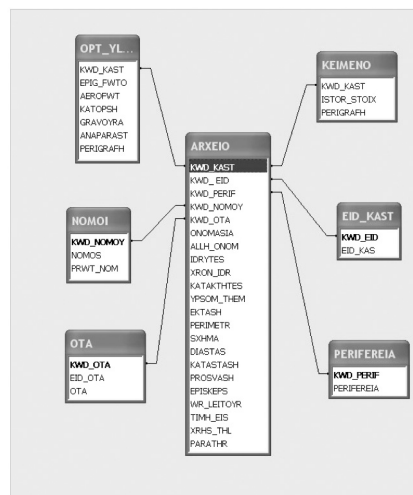 OPT_YL...
KWD_KAST
EPIG_FWTO
AEROFWT
KATOPSH
GRAVOYRA
ANAPARAST
PERIGRAFH
KEIMENO
KWD_KAST
ISTOR_STOIX
PERIGRAFH
ARXEIO
KWD_KAST
KWD_ EID
KWD_PERIF
KWD_NOMOY
KWD_OTA
ONOMASIA
ALLH_ONOM
IDRYTES
XRON_IDR
KATAKTHTES
YPSOM_THEM
EKTASH
PERIMETR
SXHMA
DIASTAS
KATASTASH
PROSVASH
EPISKEPS
WR_LEITOYR
TIMH_EIS
XRHS_THL
PARATHR
NOMOI
KWD_NOMOY
NOMOS
PRWT_NOM
EID_KAST
KWD_EID
EID_KAS
OTA
KWD_OTA
EID_OTA
OTA
PERIFEREIA
KWD_PERIF
PERIFEREIA